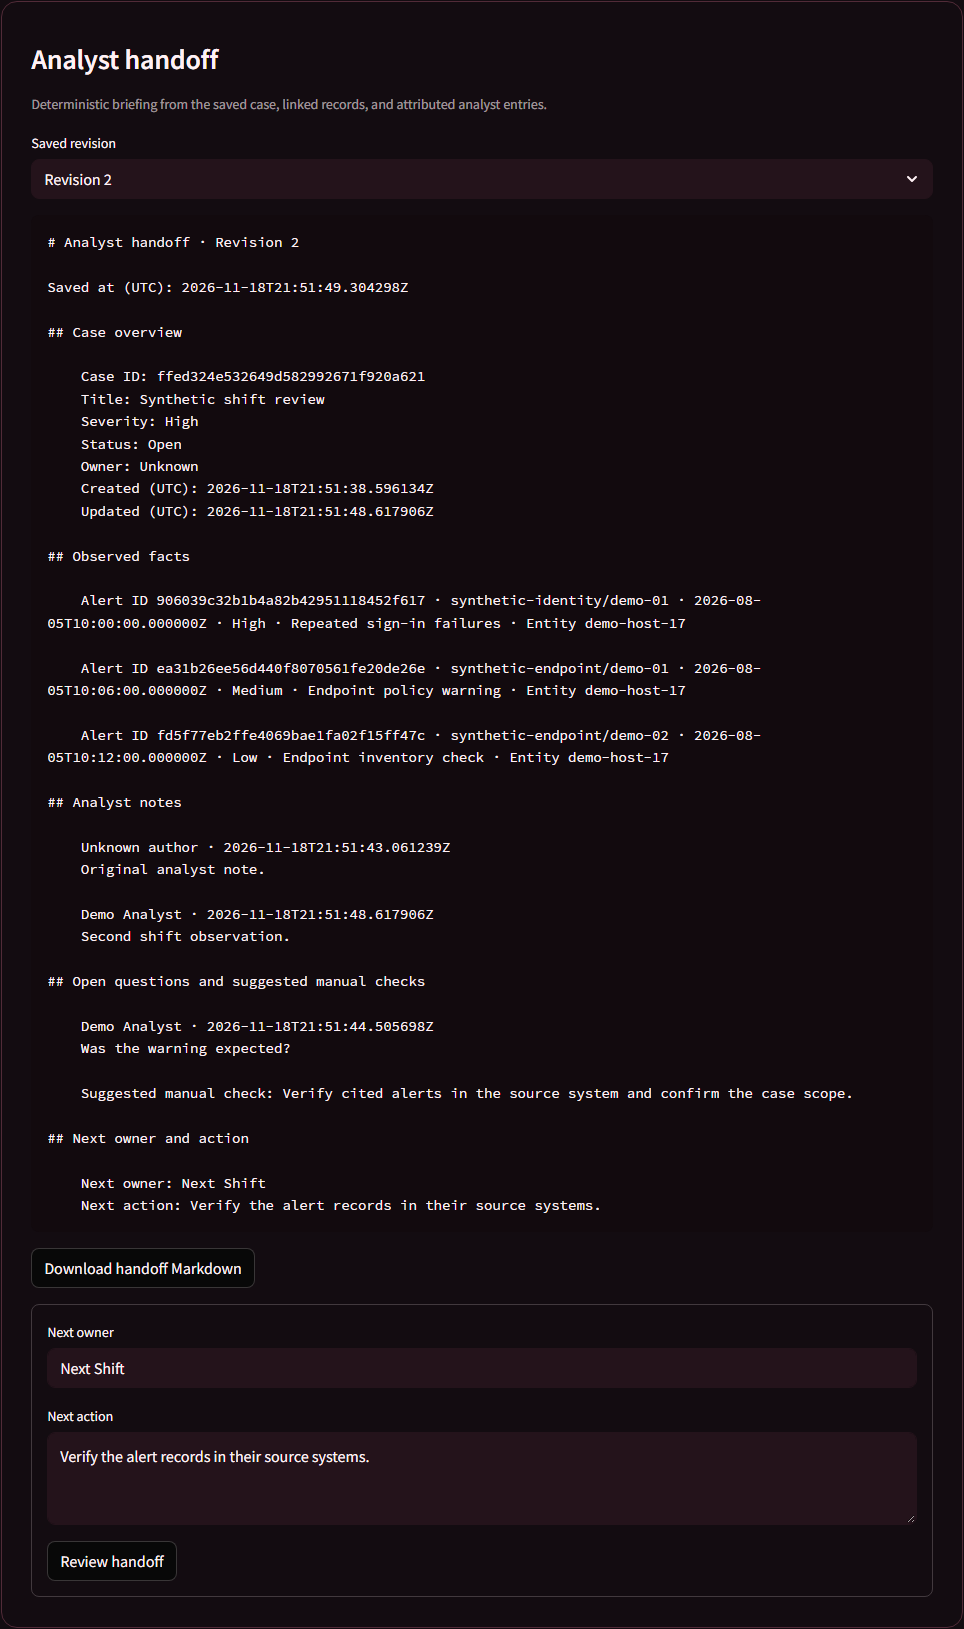 Analyst handoff
Deterministic briefing from the saved case, linked records, and attributed analyst entries.
Saved revision
Revision 2
# Analyst handoff · Revision 2
Saved at (UTC): 2026-11-18T21:51:49.304298Z
## Case overview
Case ID: ffed324e532649d582992671f920a621
Title: Synthetic shift review
Severity: High
Status: Open
Owner: Unknown
Created (UTC): 2026-11-18T21:51:38.596134Z
Updated (UTC): 2026-11-18T21:51:48.617906Z
## Observed facts
Alert ID 906039c32b1b4a82b42951118452f617 · synthetic-identity/demo-01 · 2026-08-
05T10:00:00.000000Z · High · Repeated sign-in failures · Entity demo-host-17
Alert ID ea31b26ee56d440f8070561fe20de26e · synthetic-endpoint/demo-01 · 2026-08-
05T10:06:00.000000Z · Medium · Endpoint policy warning · Entity demo-host-17
Alert ID fd5f77eb2ffe4069bae1fa02f15ff47c · synthetic-endpoint/demo-02 · 2026-08-
05T10:12:00.000000Z · Low · Endpoint inventory check · Entity demo-host-17
## Analyst notes
Unknown author · 2026-11-18T21:51:43.061239Z
Original analyst note.
Demo Analyst · 2026-11-18T21:51:48.617906Z
Second shift observation.
## Open questions and suggested manual checks
Demo Analyst · 2026-11-18T21:51:44.505698Z
Was the warning expected?
Suggested manual check: Verify cited alerts in the source system and confirm the case scope.
## Next owner and action
Next owner: Next Shift
Next action: Verify the alert records in their source systems.
Download handoff Markdown
Next owner
Next Shift
Next action
Verify the alert records in their source systems.
Review handoff